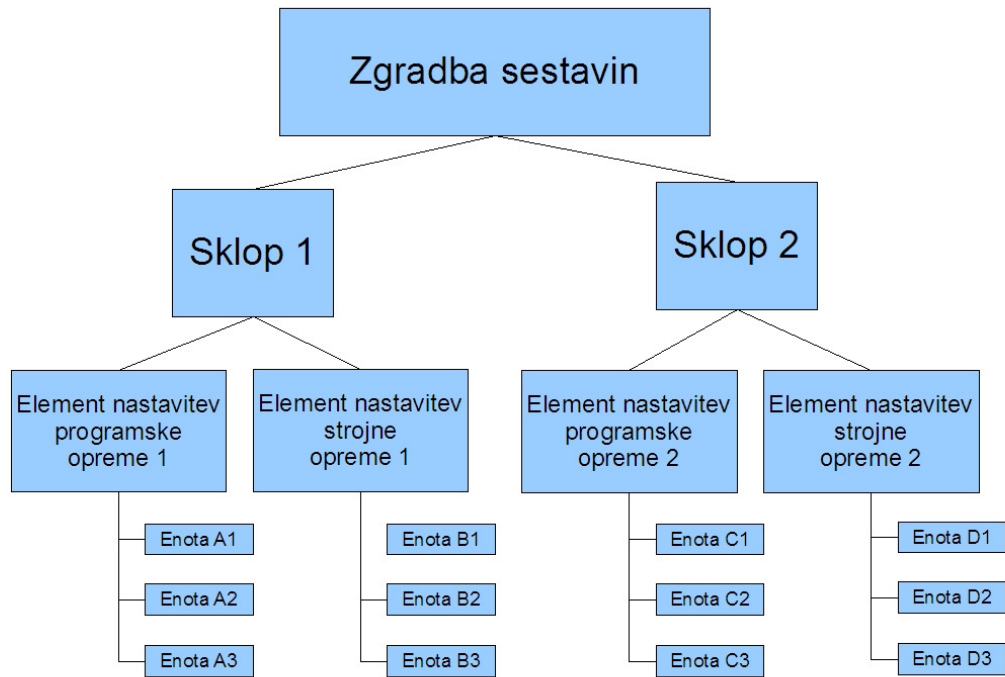 Zgradba sestavin
Sklop 1
Sklop 2
Element nastavitev
programske
opreme 1
Element nastavitev
strojne
opreme 1
Element nastavitev
programske
opreme 2
Element nastavitev
strojne
opreme 2
Enota A1
Enota A2
Enota A3
Enota B1
Enota B2
Enota B3
Enota C1
Enota C2
Enota C3
Enota D1
Enota D2
Enota D3